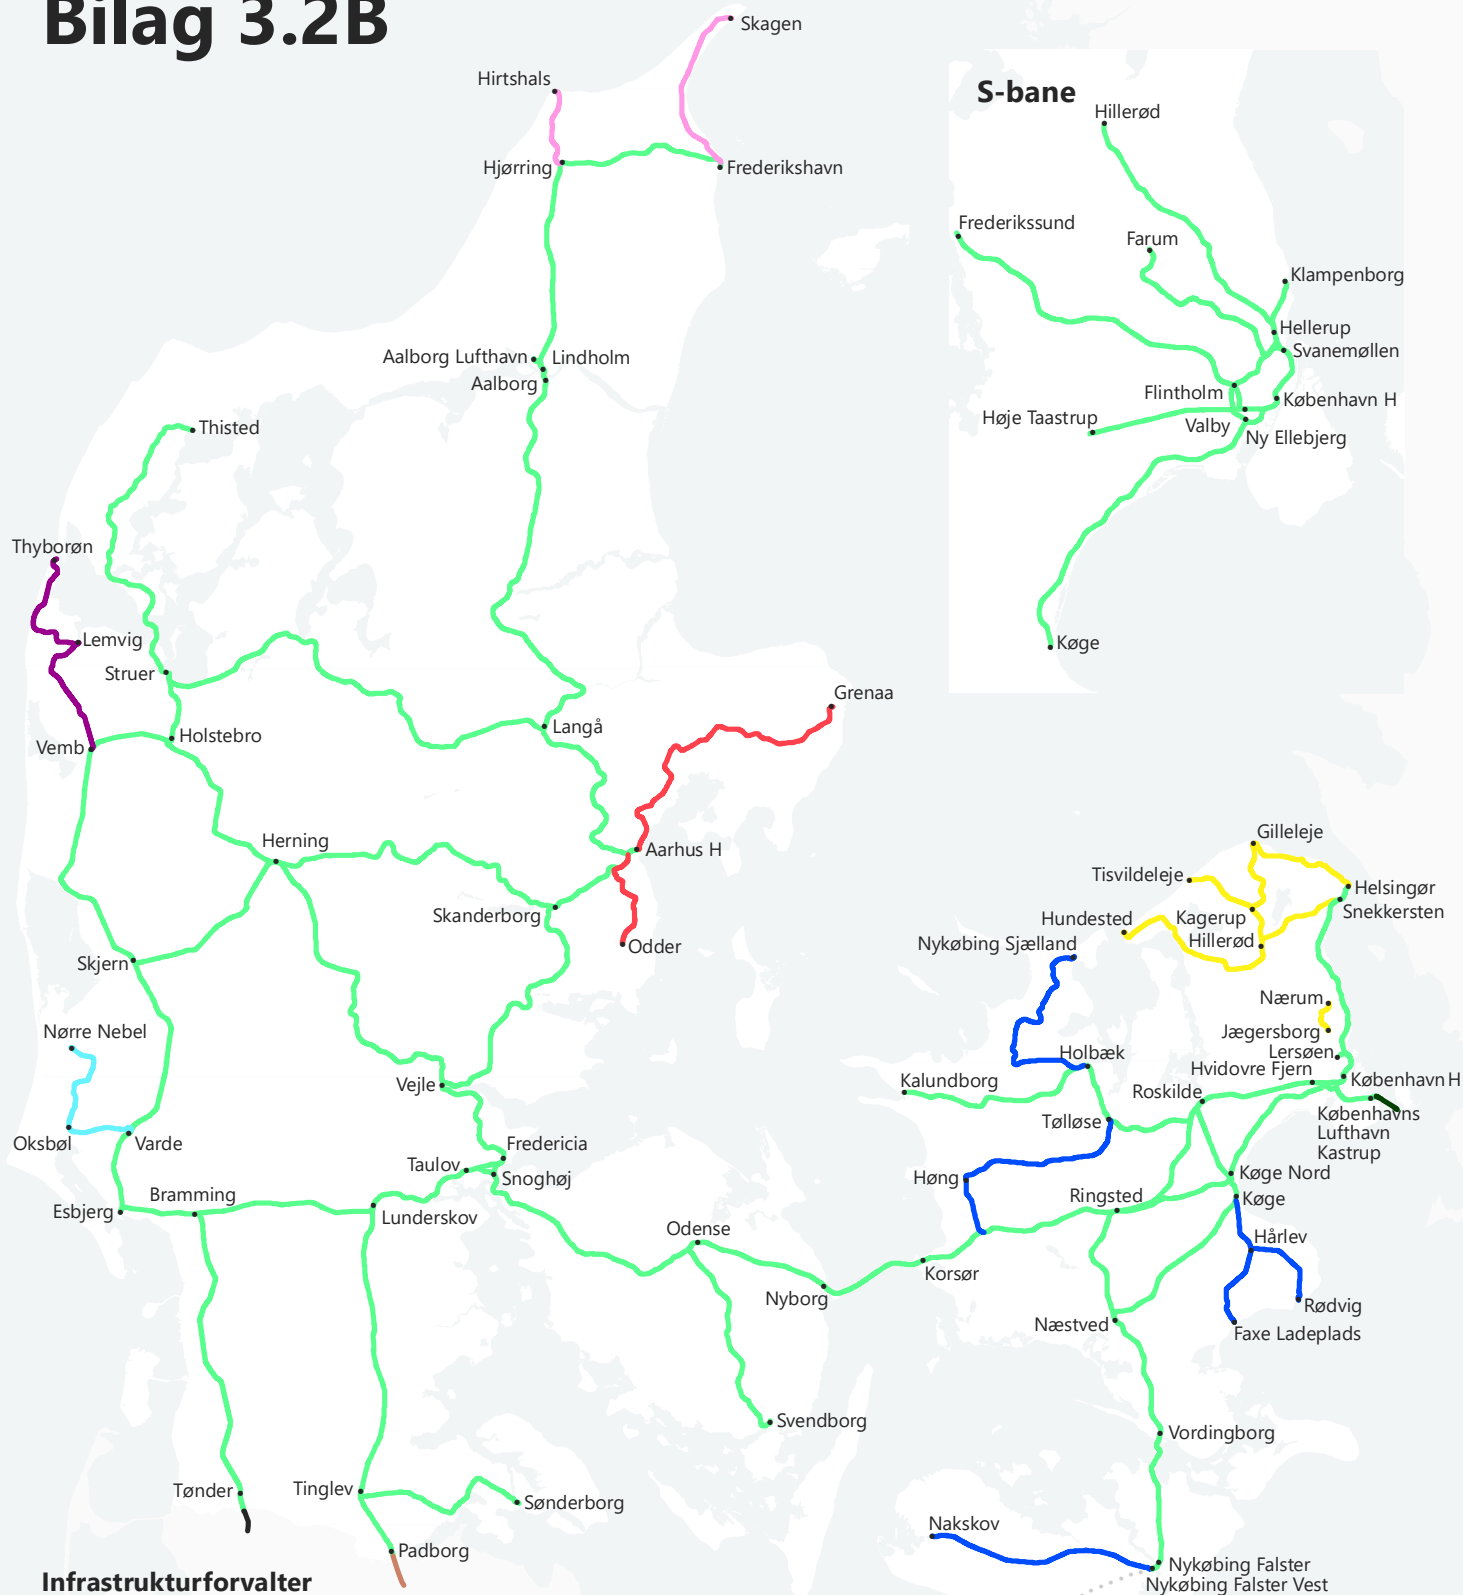 Bilag 3.2B
Skagen
Hirtshals
Hjørring
Frederikshavn
S-bane
Hillerød
Frederikssund
Farum
Klampenborg
Hellerup
Svanemøllen
Flintholm
København H
Høje Taastrup
Valby
Ny Ellebjerg
Køge
Aalborg Lufthavn
Lindholm
Aalborg
Thisted
Thyborøn
Lemvig
Struer
Grenaa
Langå
Holstebro
Vemb
Herning
Aarhus H
Skanderborg
Odder
Skjern
Gilleleje
Tisvildeleje
Helsingør
Snekkersten
Hundested
Kagerup
Hillerød
Nykøbing Sjælland
Nærum
Jægersborg
Lersøen
Hvidovre Fjern
København H
Københavns
Lufthavn
Kastrup
Holbæk
Kalundborg
Roskilde
Tølløse
Nørre Nebel
Vejle
Oksbøl
Varde
Fredericia
Taulov
Snoghøj
Høng
Køge Nord
Køge
Ringsted
Bramming
Esbjerg
Lunderskov
Odense
Hårlev
Korsør
Nyborg
Rødvig
Næstved
Faxe Ladeplads
Svendborg
Vordingborg
Tønder
Tinglev
Sønderborg
Nakskov
Padborg
Nykøbing Falster
Nykøbing Falster Vest
Infrastrukturforvalter